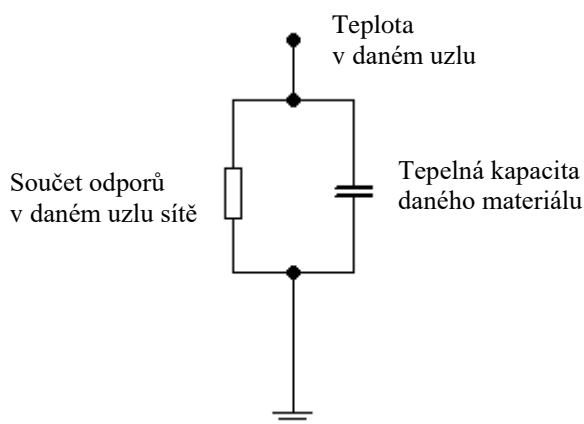 Teplota
v daném uzlu
Součet odporů
v daném uzlu sítě
Tepelná kapacita
daného materiálu